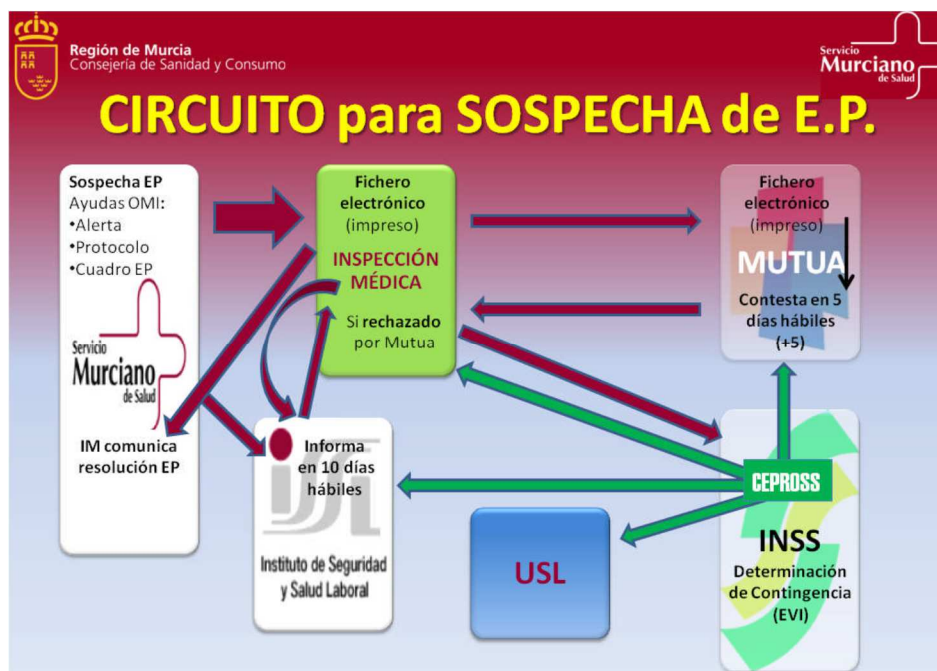 Región de Murcia
Consejería de Sanidad y Consumo
Servicio
Murciano
de Salud
CIRCUITO para SOSPECHA de E.P.
Sospecha EP
Ayudas OMI:
•Alerta
•Protocolo
•Cuadro EP
Servicio
Murciano
de Salud
IM comunica
resolución EP
Fichero
electrónico
(impreso)
INSPECCIÓN
MÉDICA
Si rechazado
por Mutua
Fichero
electrónico
(impreso)
MUTUA
Contesta en 5
días hábiles
(+5)
Informa
en 10 días
hábiles
issl
Instituto de Seguridad
y Salud Laboral
USL
CEPROSS
INSS
Determinación
de Contingencia
(EVI)